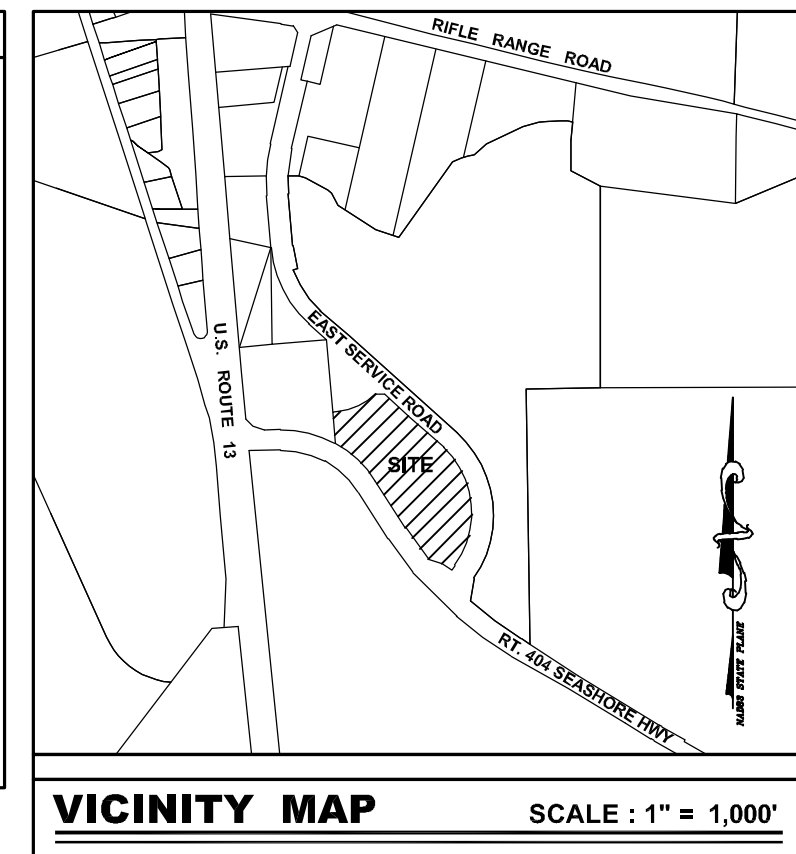 RIFLE RANGE ROAD
EAST SERVICE ROAD
U.S. ROUTE 13
SITE
RT. 404 SEASHORE HWY
NAD83 STATE PLANE
VICINITY MAP
SCALE : 1" = 1,000'